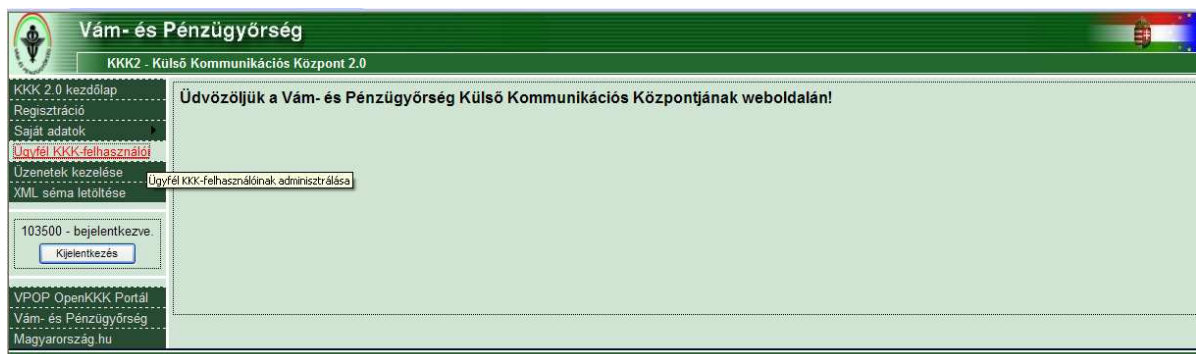 Vám- és Pénzügyőrség
KKK2 - Külső Kommunikációs Központ 2.0
KKK 2.0 kezdőlap
Regisztráció
Saját adatok
Ügyfél KKK-felhasználói
Üzenetek kezelése
Ügyfél KKK-felhasználóinak adminisztrálása
XML séma letöltése
103500 - bejelentkezve.
Kijelentkezés
VPOP OpenKKK Portál
Vám- és Pénzügyőrség
Magyarország.hu
Üdvözöljük a Vám- és Pénzügyőrség Külső Kommunikációs Központjának weboldalán!